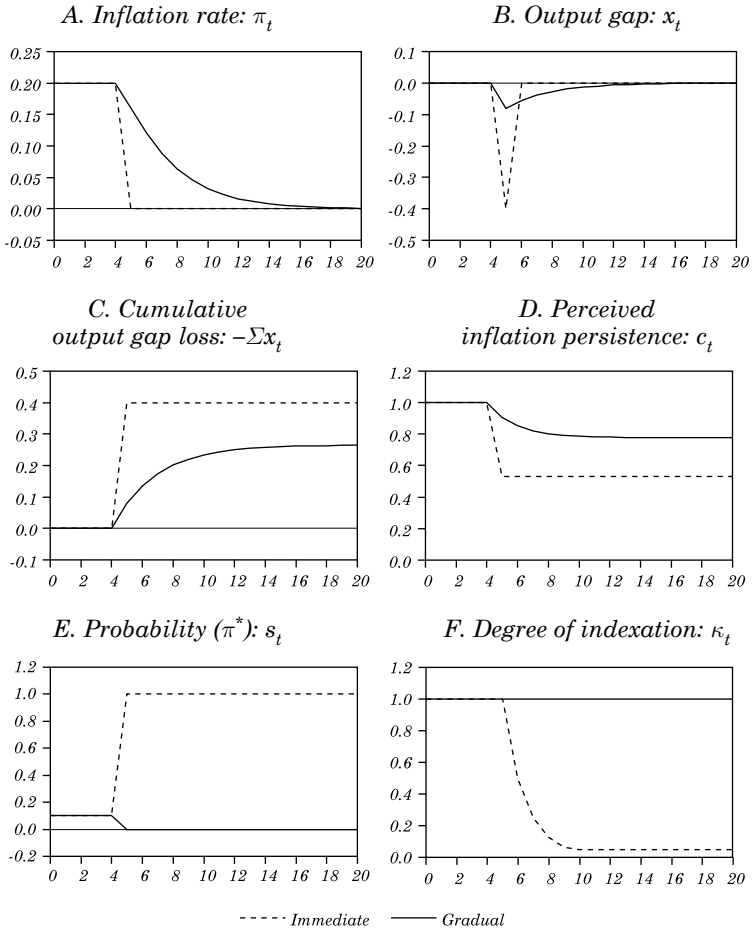 A. Inflation rate: πt
B. Output gap: xt
0.25
0.20
0.15
0.10
0.05
0.00
-0.05
0 2 4 6 8 10 12 14 16 18 20
0.1
0.0
-0.1
-0.2
-0.3
-0.4
-0.5
0 2 4 6 8 10 12 14 16 18 20
C. Cumulative
output gap loss: –Σxt
D. Perceived
inflation persistence: ct
0.5
0.4
0.3
0.2
0.1
0.0
-0.1
0 2 4 6 8 10 12 14 16 18 20
1.2
1.0
0.8
0.6
0.4
0.2
0.0
0 2 4 6 8 10 12 14 16 18 20
E. Probability (π*): st
F. Degree of indexation: κt
1.2
1.0
0.8
0.6
0.4
0.2
0.0
-0.2
0 2 4 6 8 10 12 14 16 18 20
1.2
1.0
0.8
0.6
0.4
0.2
0.0
0 2 4 6 8 10 12 14 16 18 20
Immediate
Gradual